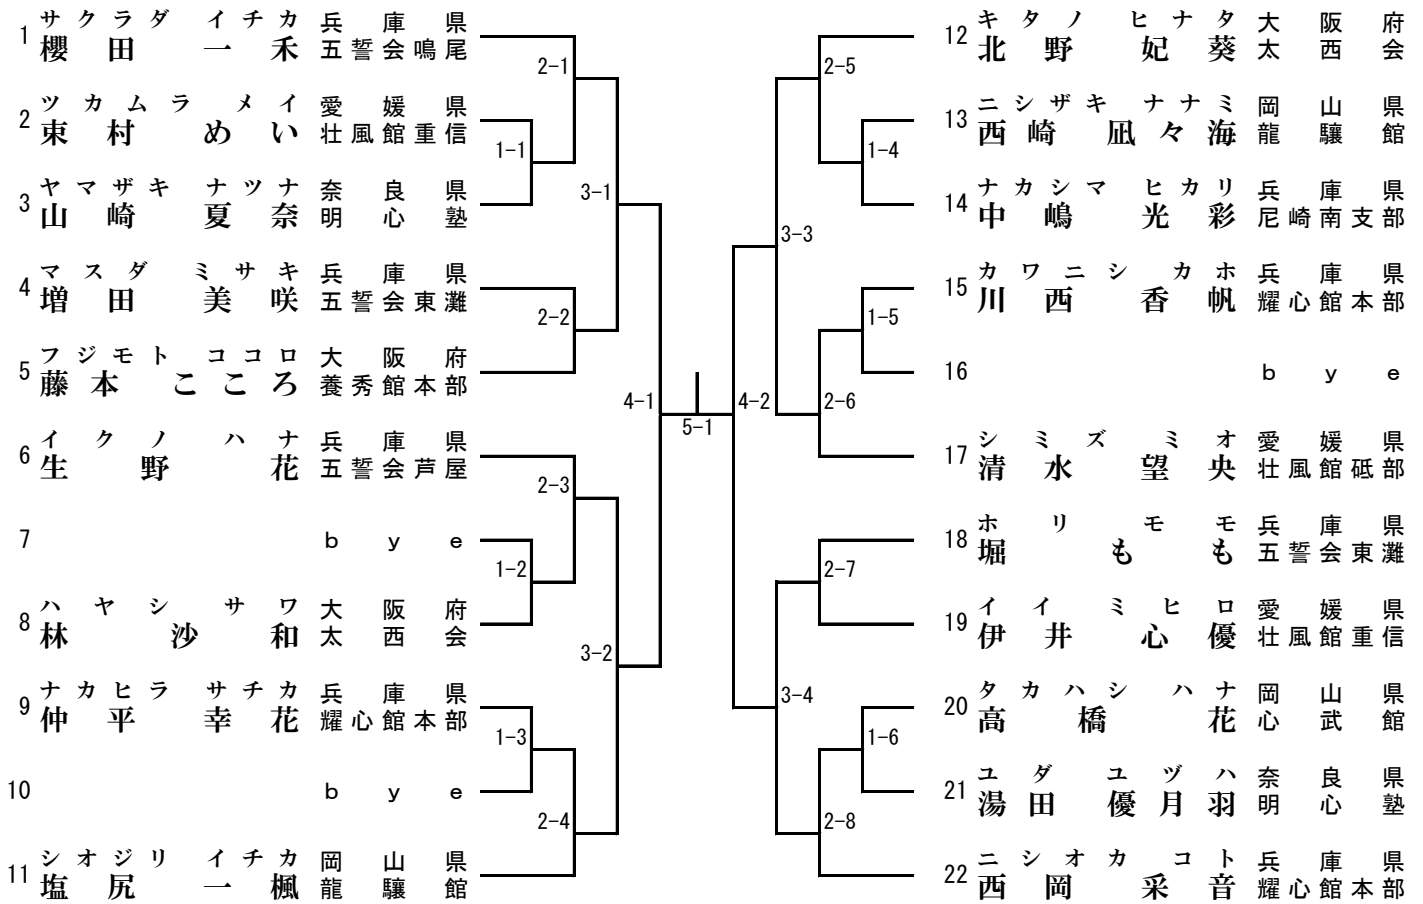 サクラダ イチカ 兵庫県
1 櫻田 一禾 五誓会鳴尾
ツカムラ メイ 愛媛県
2 束村 めい 壮風館重信
ヤマザキ ナツナ 奈良県
3 山崎 夏奈 明心塾
マスダ ミサキ 兵庫県
4 増田 美咲 五誓会東灘
フジモト ココロ 大阪府
5 藤本 こころ 養秀館本部
イクノ ハナ 兵庫県
6 生野 花 五誓会芦屋
7 bye
ハヤシ サワ 大阪府
8 林 沙和 太西会
ナカヒラ サチカ 兵庫県
9 仲平 幸花 耀心館本部
10 bye
シオジリ イチカ 岡山県
11 塩尻 一楓 龍驤館
2-1
1-1
3-1
2-2
4-1
2-3
1-2
3-2
1-3
2-4
5-1
2-5
1-4
3-3
1-5
4-2
2-6
2-7
3-4
1-6
2-8
キタノ ヒナタ 大阪府
12 北野 妃葵 太西会
ニシザキ ナナミ 岡山県
13 西崎 凪々海 龍驤館
ナカシマ ヒカリ 兵庫県
14 中嶋 光彩 尼崎南支部
カワニシ カホ 兵庫県
15 川西 香帆 耀心館本部
16 bye
シミズ ミオ 愛媛県
17 清水 望央 壮風館砥部
ホリ モモ 兵庫県
18 堀 もも 五誓会東灘
イイ ミヒロ 愛媛県
19 伊井 心優 壮風館重信
タカハシ ハナ 岡山県
20 高橋 花 心武館
ユダ ユヅハ 奈良県
21 湯田 優月羽 明心塾
ニシオカ コト 兵庫県
22 西岡 采音 耀心館本部